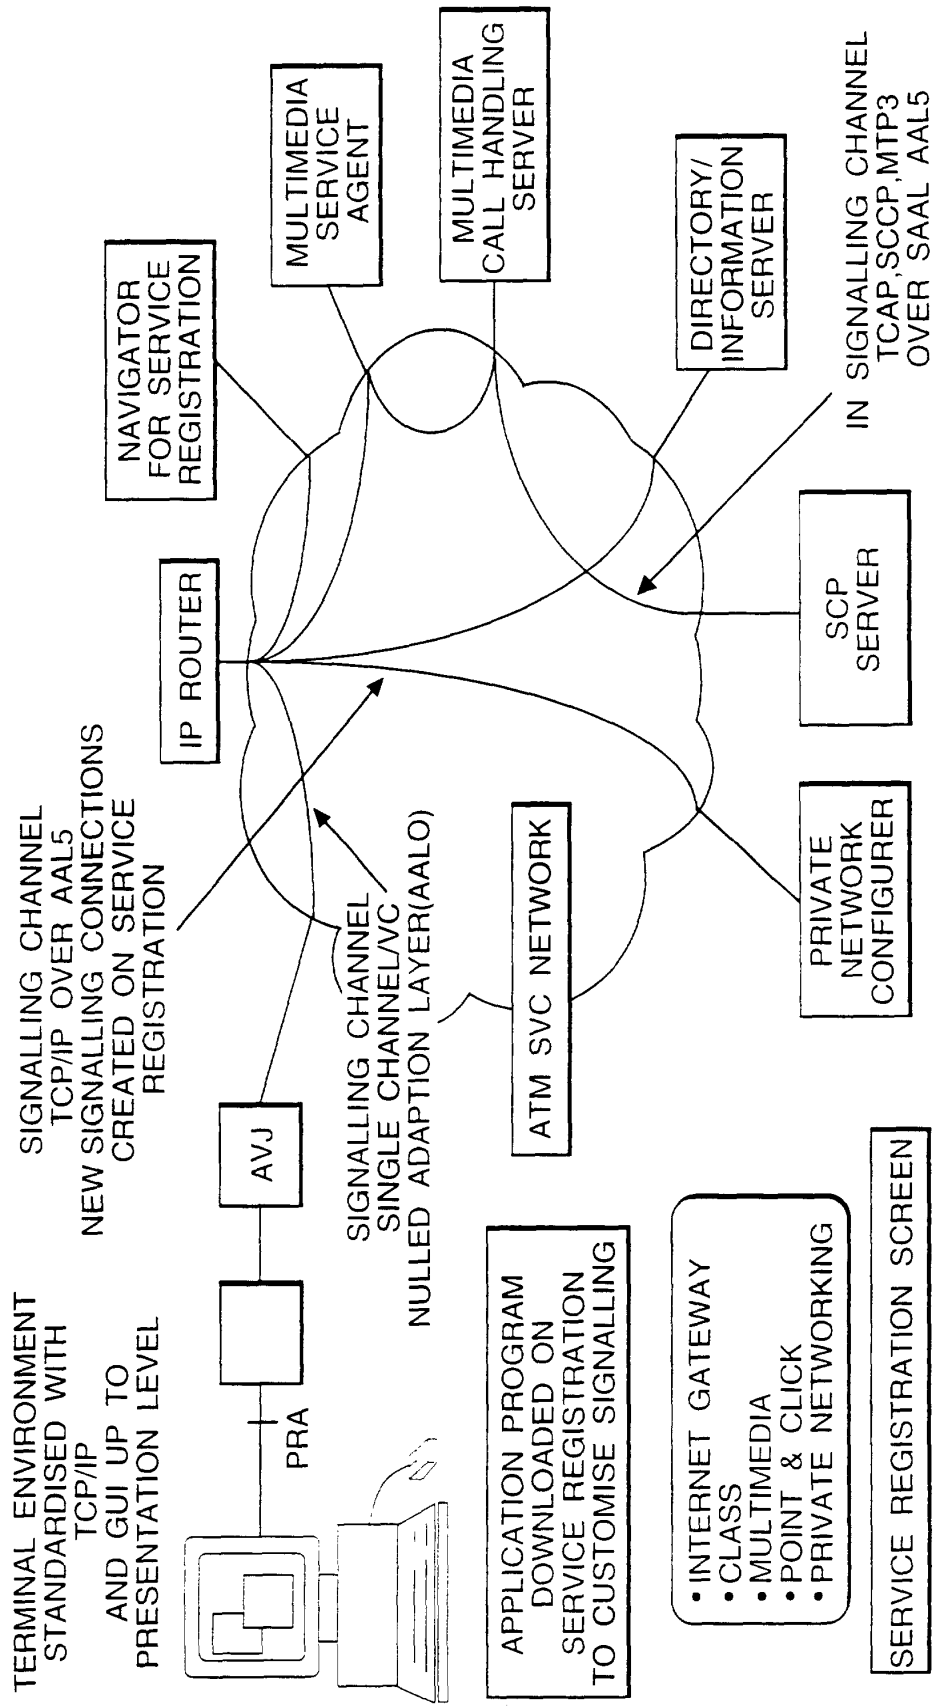 TERMINAL ENVIRONMENT
STANDARDISED WITH
TCP/IP
AND GUI UP TO
PRESENTATION LEVEL
PRA
AVJ
SIGNALLING CHANNEL
TCP/IP OVER AAL5
NEW SIGNALLING CONNECTIONS
CREATED ON SERVICE
REGISTRATION
SIGNALLING CHANNEL
SINGLE CHANNEL/VC
NULLED ADAPTION LAYER(AALO)
IP ROUTER
NAVIGATOR
FOR SERVICE
REGISTRATION
MULTIMEDIA
SERVICE
AGENT
MULTIMEDIA
CALL HANDLING
SERVER
DIRECTORY/
INFORMATION
SERVER
IN SIGNALLING CHANNEL
TCAP,SCCP,MTP3
OVER SAAL AAL5
SCP
SERVER
PRIVATE
NETWORK
CONFIGURER
ATM SVC NETWORK
APPLICATION PROGRAM
DOWNLOADED ON
SERVICE REGISTRATION
TO CUSTOMISE SIGNALLING
• INTERNET GATEWAY
• CLASS
• MULTIMEDIA
• POINT & CLICK
• PRIVATE NETWORKING
SERVICE REGISTRATION SCREEN